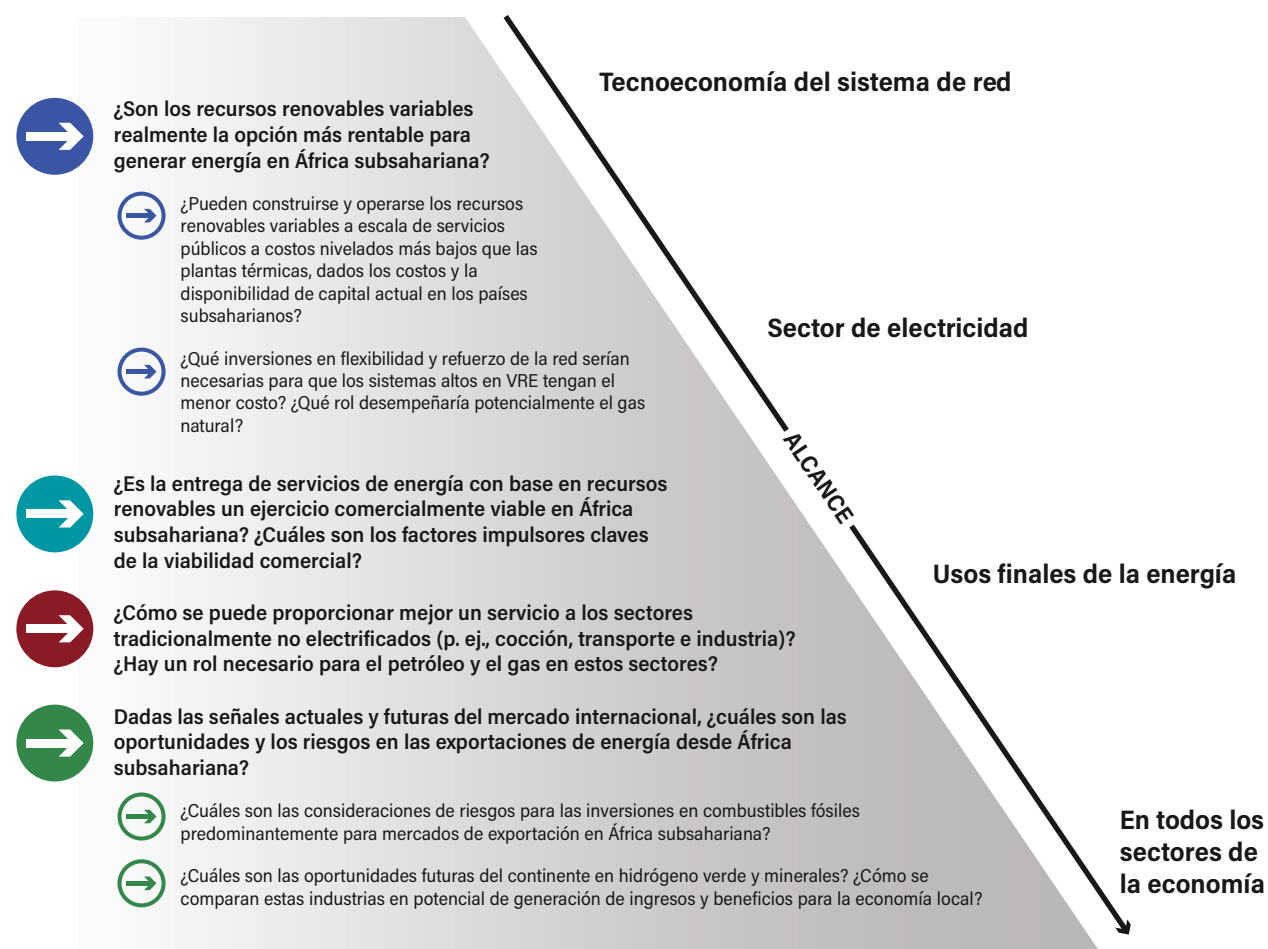 Tecnoeconomía del sistema de red
¿Son los recursos renovables variables
realmente la opción más rentable para
generar energía en África subsahariana?
¿Pueden construirse y operarse los recursos
renovables variables a escala de servicios
públicos a costos nivelados más bajos que las
plantas térmicas, dados los costos y la
disponibilidad de capital actual en los países
subsaharianos?
Sector de electricidad
¿Qué inversiones en flexibilidad y refuerzo de la red serían
necesarias para que los sistemas altos en VRE tengan el
menor costo? ¿Qué rol desempeñaría potencialmente el gas
natural?
ALCANCE
¿Es la entrega de servicios de energía con base en recursos
renovables un ejercicio comercialmente viable en África
subsahariana? ¿Cuáles son los factores impulsores claves
de la viabilidad comercial?
Usos finales de la energía
¿Cómo se puede proporcionar mejor un servicio a los sectores
tradicionalmente no electrificados (p. ej., cocción, transporte e industria)?
¿Hay un rol necesario para el petróleo y el gas en estos sectores?
Dadas las señales actuales y futuras del mercado internacional, ¿cuáles son las
oportunidades y los riesgos en las exportaciones de energía desde África
subsahariana?
¿Cuáles son las consideraciones de riesgos para las inversiones en combustibles fósiles
predominantemente para mercados de exportación en África subsahariana?
¿Cuáles son las oportunidades futuras del continente en hidrógeno verde y minerales? ¿Cómo se
comparan estas industrias en potencial de generación de ingresos y beneficios para la economía local?
En todos los
sectores de
la economía